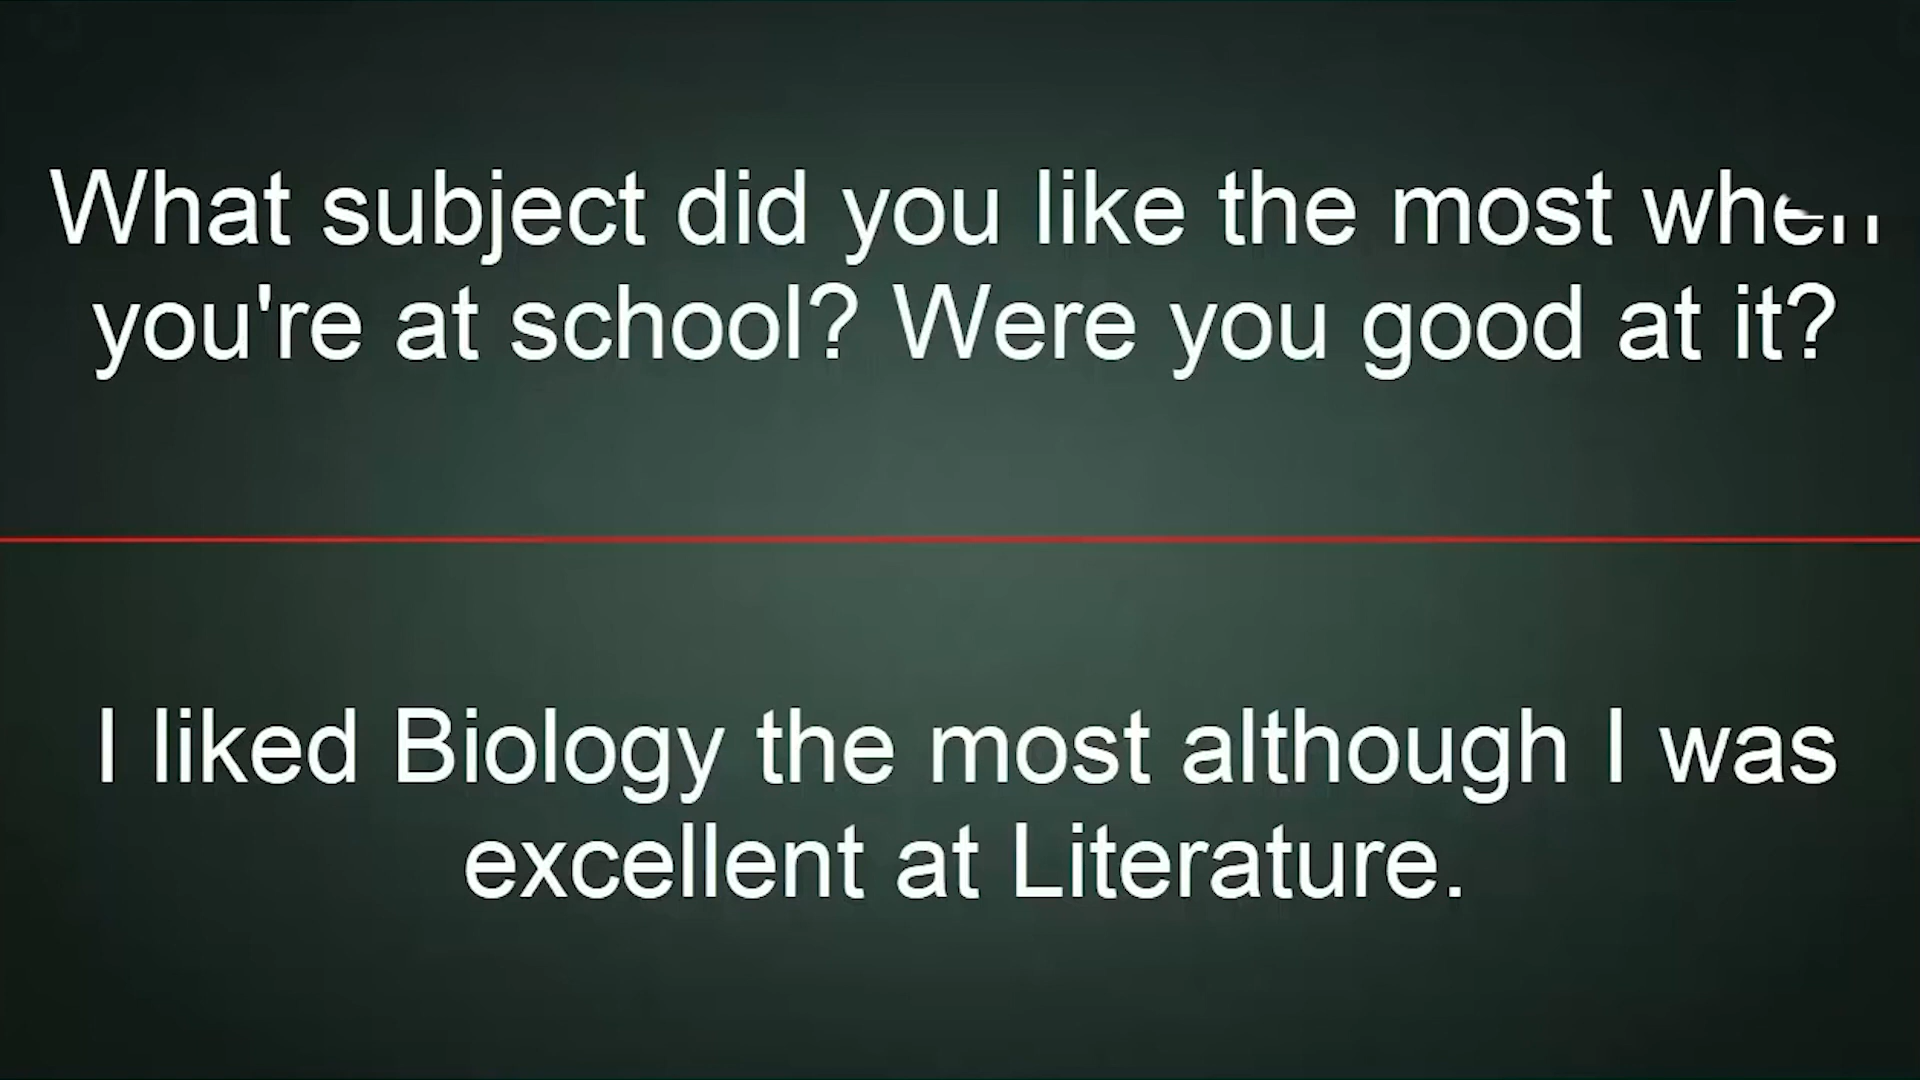 What subject did you like the most when
you're at school? Were you good at it?
I liked Biology the most although I was
excellent at Literature.